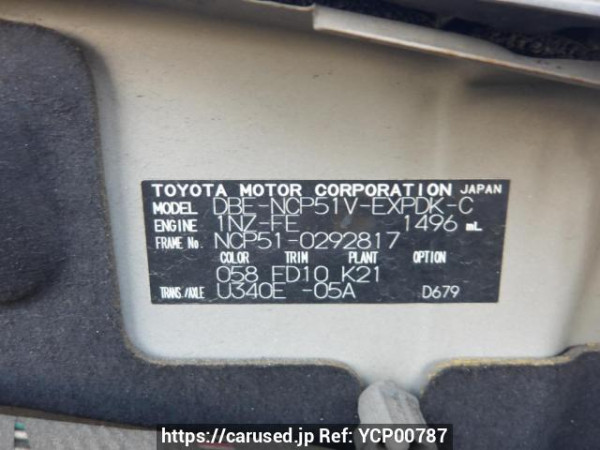 TOYOTA MOTOR CORPORATION JAPAN
MODEL DBE-NCP51V-EXPDK-C
ENGINE 1NZ-FE 1496 mL
FRAME No. NCP51-0292817
COLOR TRIM PLANT OPTION
058 FD10 K21
TRANS./AXLE U340E -05A D679
https://carused.jp Ref: YCP00787